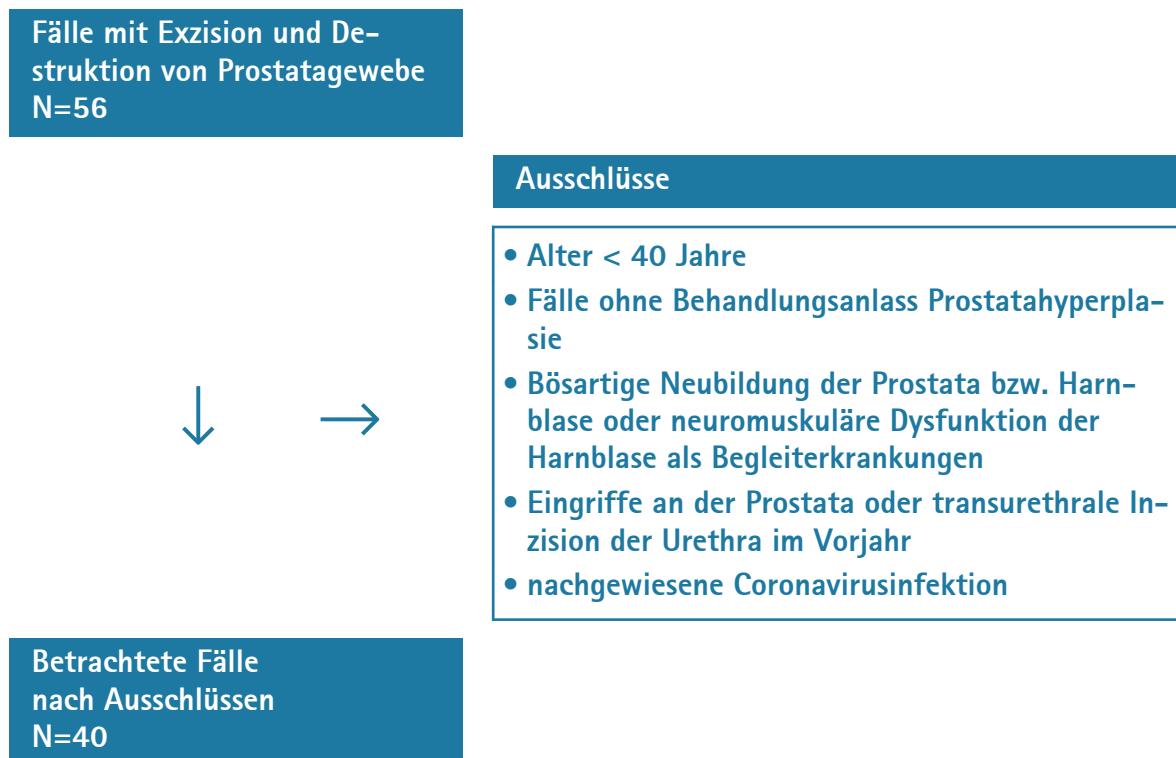 Fälle mit Exzision und De-
struktion von Prostatagewebe
N=56
Ausschlüsse
• Alter < 40 Jahre
• Fälle ohne Behandlungsanlass Prostatahyperpla-
sie
• Bösartige Neubildung der Prostata bzw. Harn-
blase oder neuromuskuläre Dysfunktion der
Harnblase als Begleiterkrankungen
• Eingriffe an der Prostata oder transurethrale In-
zision der Urethra im Vorjahr
• nachgewiesene Coronavirusinfektion
Betrachtete Fälle
nach Ausschlüssen
N=40